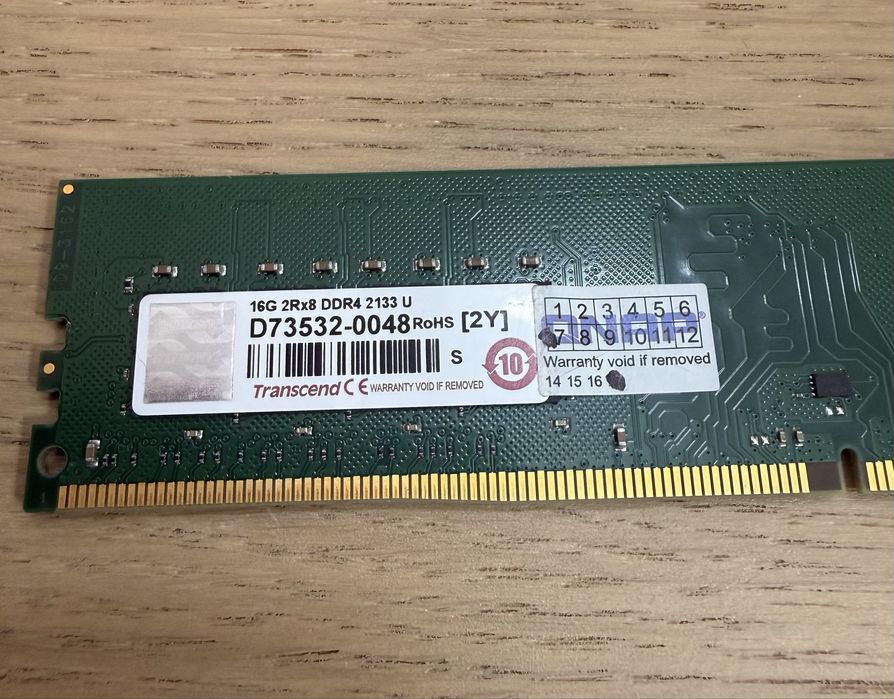 16G 2Rx8 DDR4 2133 U
D73532-0048 RoHS [2Y]
S
10
Transcend CE WARRANTY VOID IF REMOVED
1 2 3 4 5 6
7 8 9 10 11 12
Warranty void if removed
14 15 16